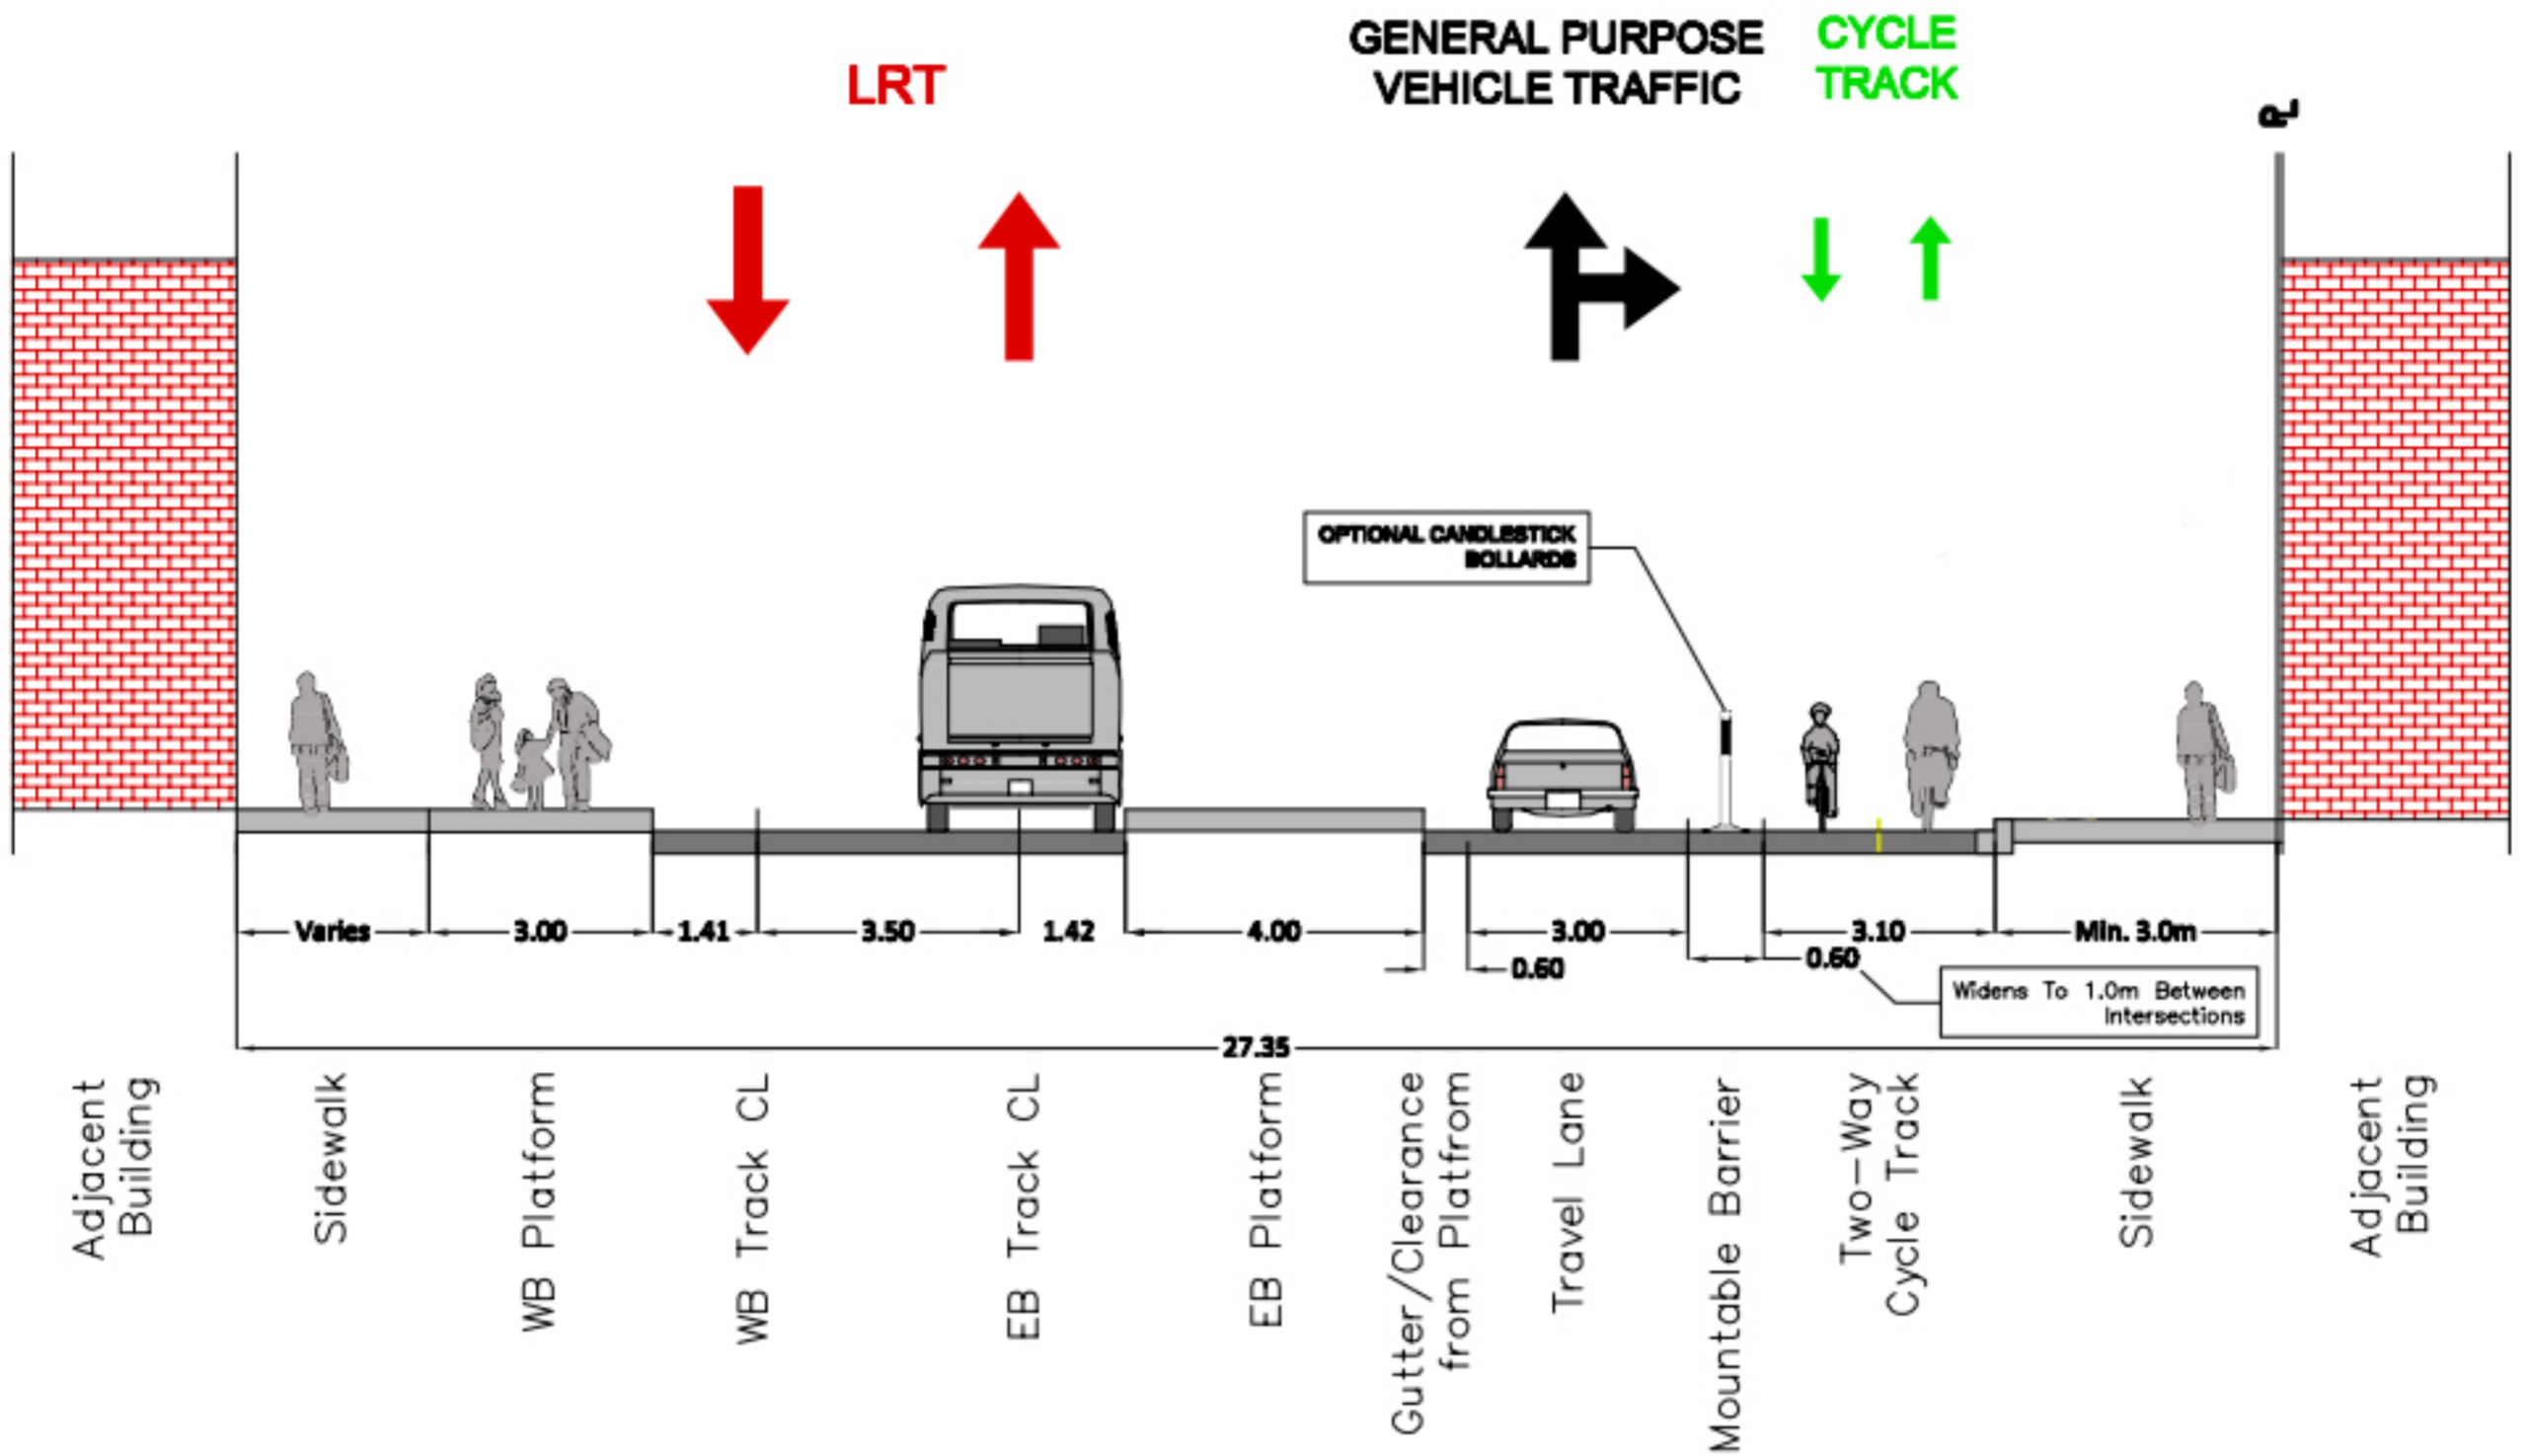 LRT
GENERAL PURPOSE
VEHICLE TRAFFIC
CYCLE
TRACK
PL
OPTIONAL CANDLESTICK
BOLLARDS
Varies
3.00
1.41
3.50
1.42
4.00
3.00
3.10
Min. 3.0m
0.60
0.60
Widens To 1.0m Between
Intersections
27.35
Adjacent
Building
Sidewalk
WB Platform
WB Track CL
EB Track CL
EB Platform
Gutter/Clearance
from Platfrom
Travel Lane
Mountable Barrier
Two-Way
Cycle Track
Sidewalk
Adjacent
Building